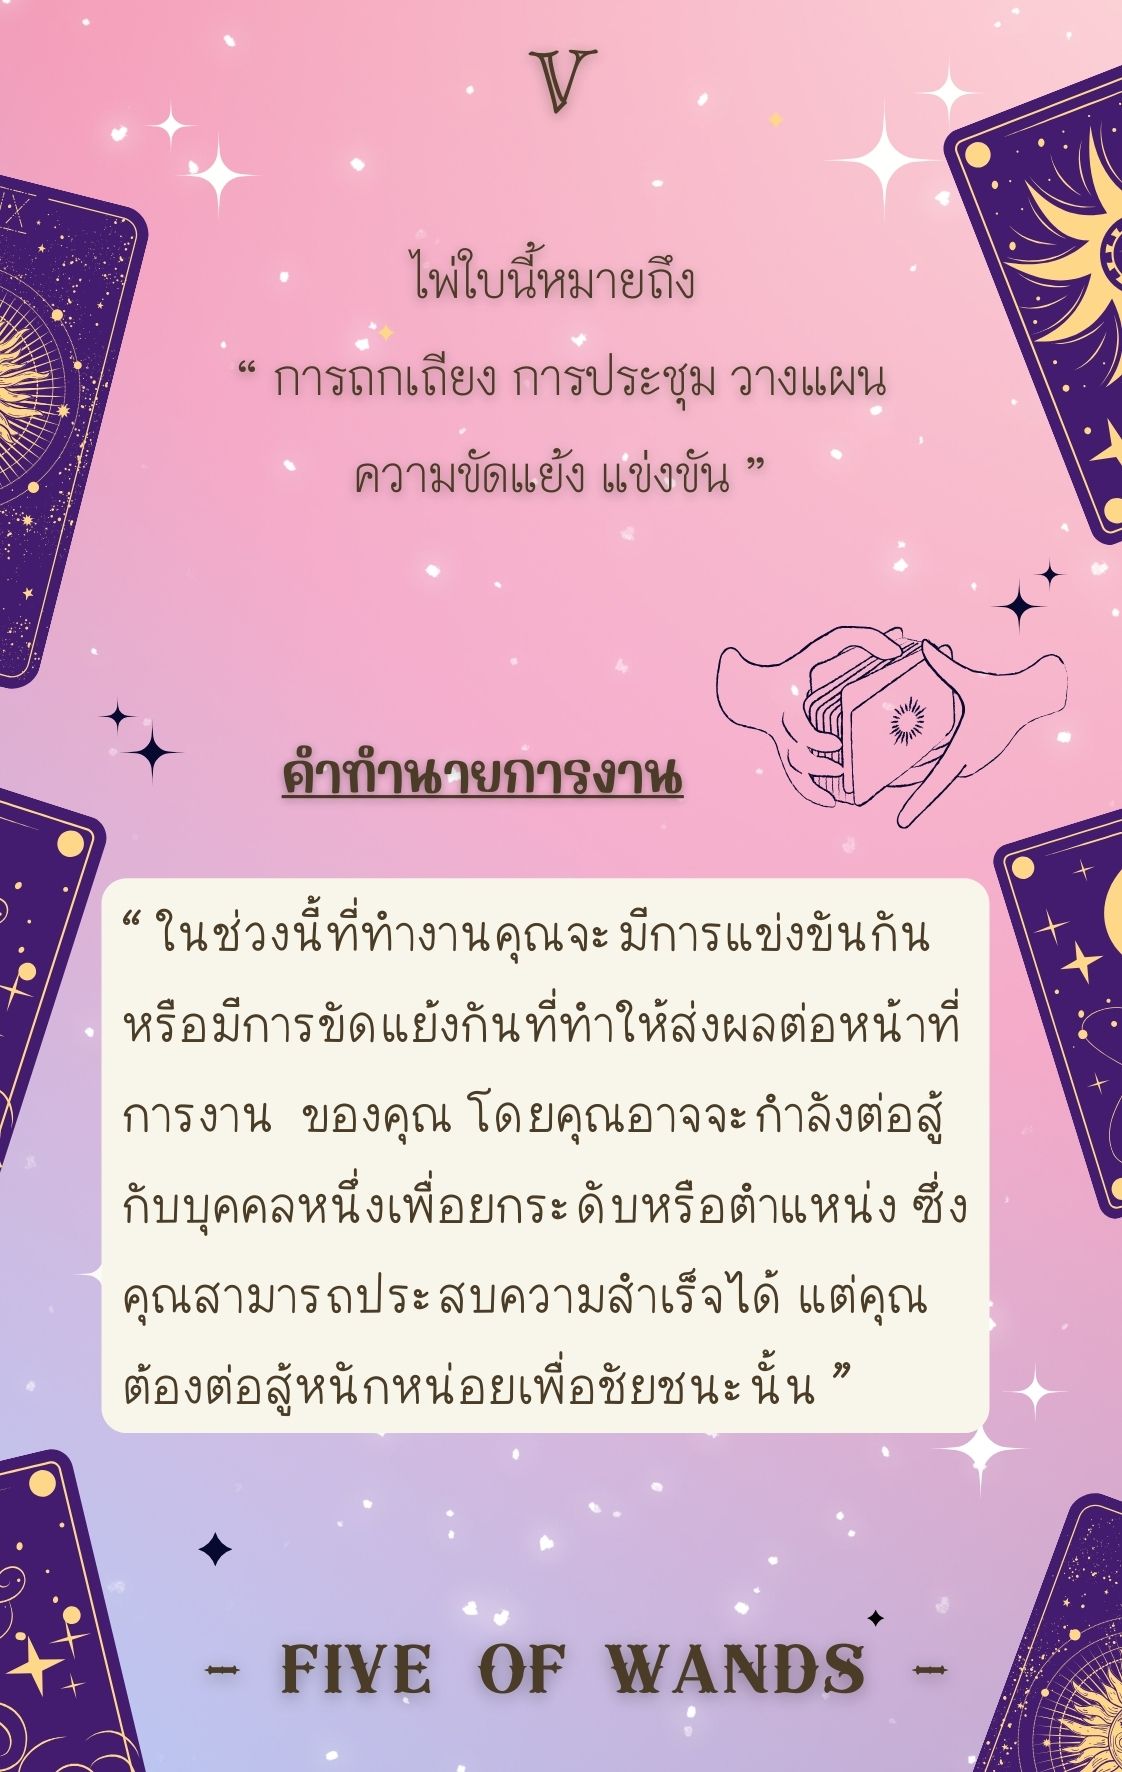 V
ไพ่ใบนี้หมายถึง
“ การถกเถียง การประชุม วางแผน
ความขัดแย้ง แข่งขัน ”
คำทำนายการงาน
“ ในช่วงนี้ที่ทำงานคุณจะมีการแข่งขันกัน
หรือมีการขัดแย้งกันที่ทำให้ส่งผลต่อหน้าที่
การงาน ของคุณ โดยคุณอาจจะกำลังต่อสู้
กับบุคคลหนึ่งเพื่อยกระดับหรือตำแหน่ง ซึ่ง
คุณสามารถประสบความสำเร็จได้ แต่คุณ
ต้องต่อสู้หนักหน่อยเพื่อชัยชนะนั้น ”
- FIVE OF WANDS -